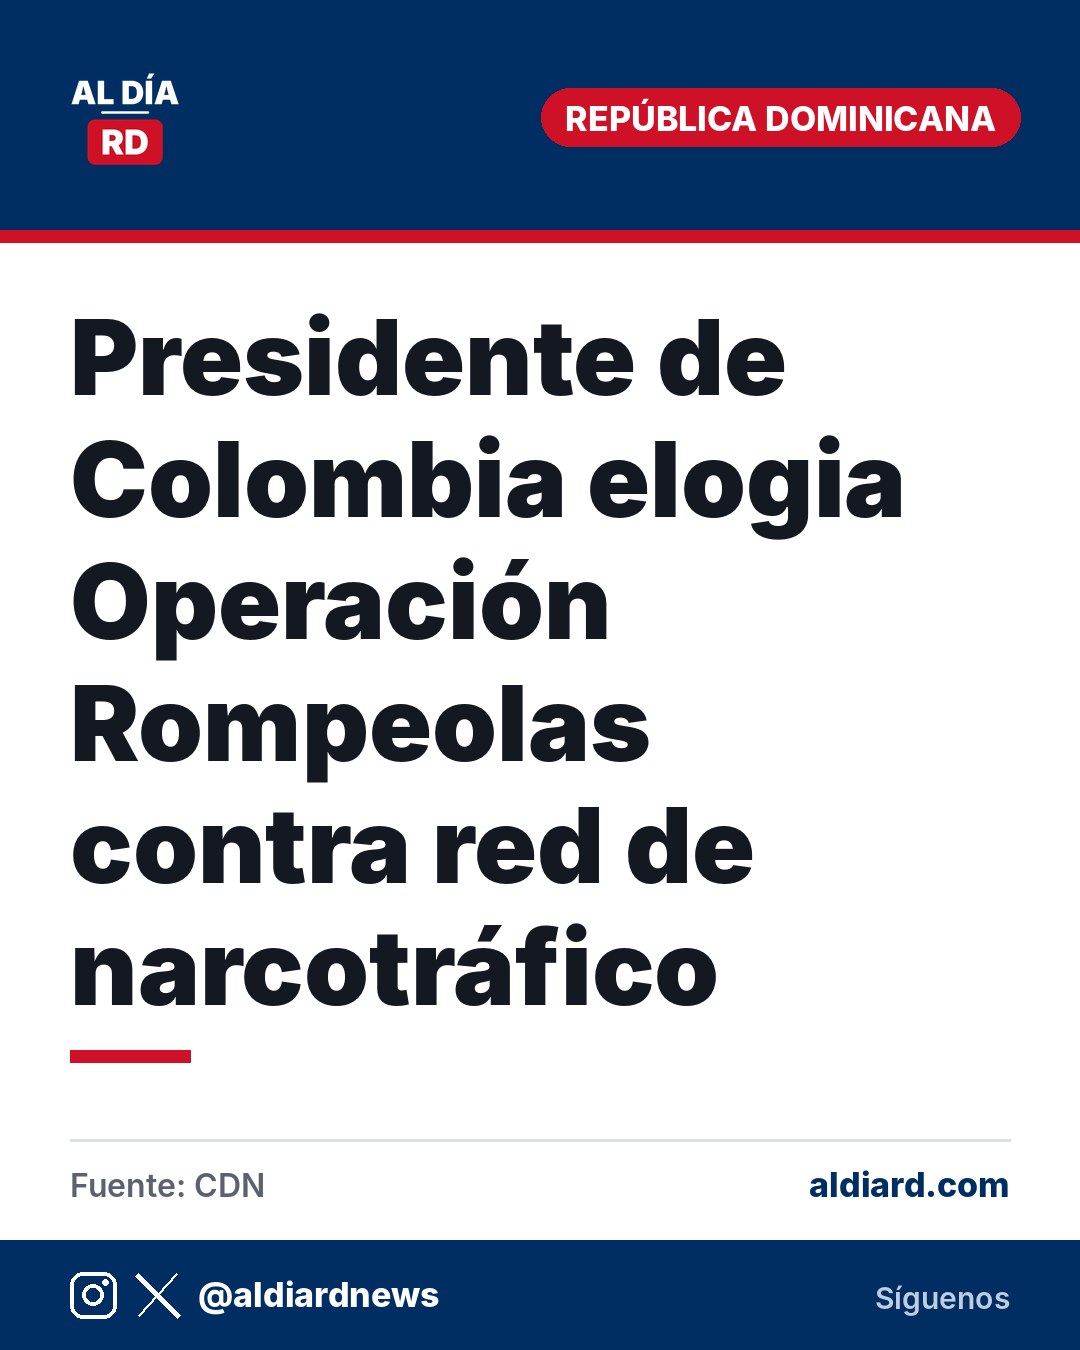 AL DÍA
RD
REPÚBLICA DOMINICANA
Presidente de
Colombia elogia
Operación
Rompeolas
contra red de
narcotráfico
Fuente: CDN
aldiard.com
@aldiardnews
Síguenos